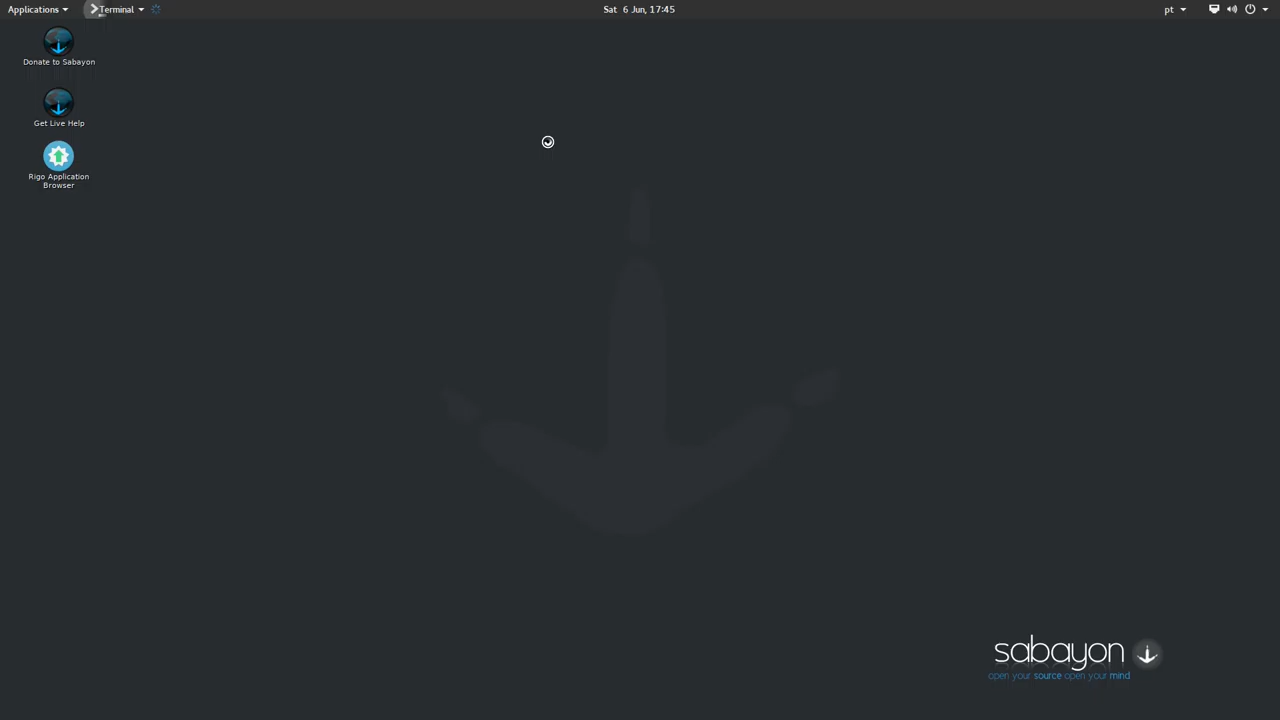 Applications
Terminal
Sat 6 Jun, 17:45
pt
Donate to Sabayon
Get Live Help
Rigo Application
Browser
sabayon
open your source open your mind